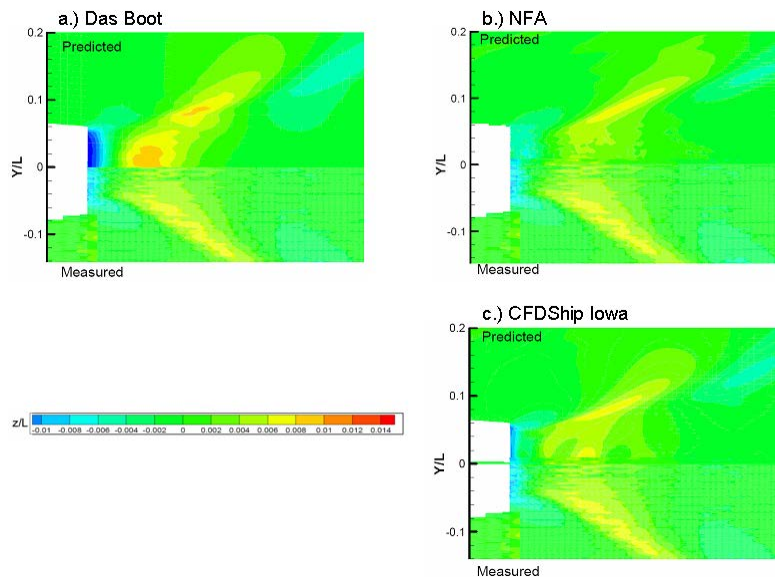 a.) Das Boot
0.2
Predicted
0.1
Y/L
0
-0.1
Measured
b.) NFA
0.2
Predicted
0.1
Y/L
0
-0.1
Measured
c.) CFDShip Iowa
0.2
Predicted
0.1
Y/L
0
-0.1
Measured
z/L
-0.01 -0.008 -0.006 -0.004 -0.002 0 0.002 0.004 0.006 0.008 0.01 0.012 0.014